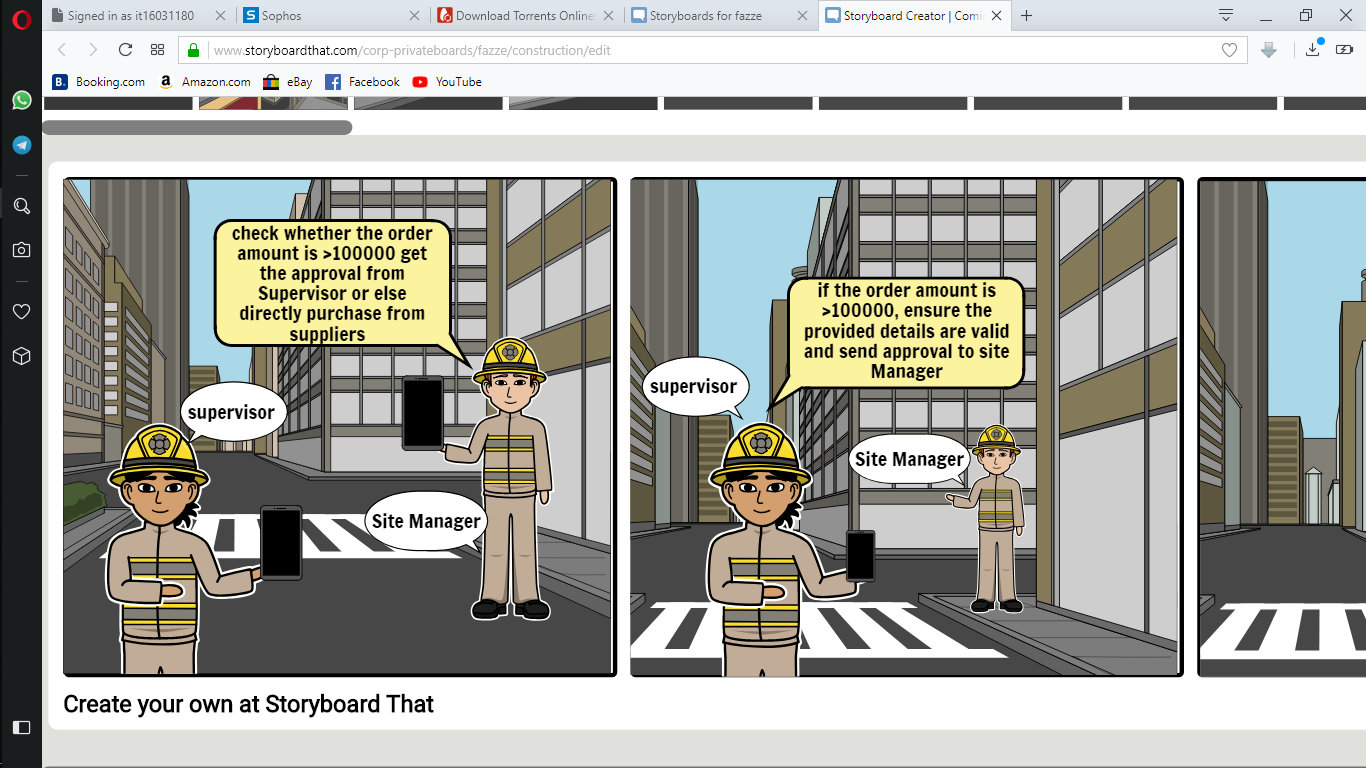 Signed in as it16031180
Sophos
Download Torrents Online
Storyboards for fazze
Storyboard Creator | Com
www.storyboardthat.com/corp-privateboards/fazze/construction/edit
B. Booking.com
a Amazon.com
eBay
Facebook
YouTube
check whether the order
amount is >100000 get
the approval from
Supervisor or else
directly purchase from
suppliers
supervisor
Site Manager
if the order amount is
>100000, ensure the
provided details are valid
and send approval to site
Manager
supervisor
Site Manager
Create your own at Storyboard That